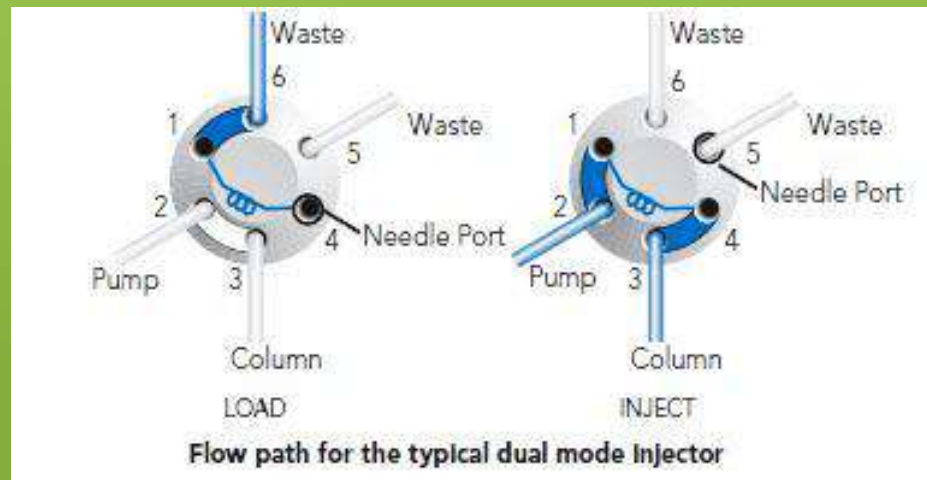 Waste
6
1
Waste
5
2
Needle Port
4
Pump
3
Column
LOAD
Waste
6
1
Waste
5
Needle Port
2
4
Pump
3
Column
INJECT
Flow path for the typical dual mode Injector